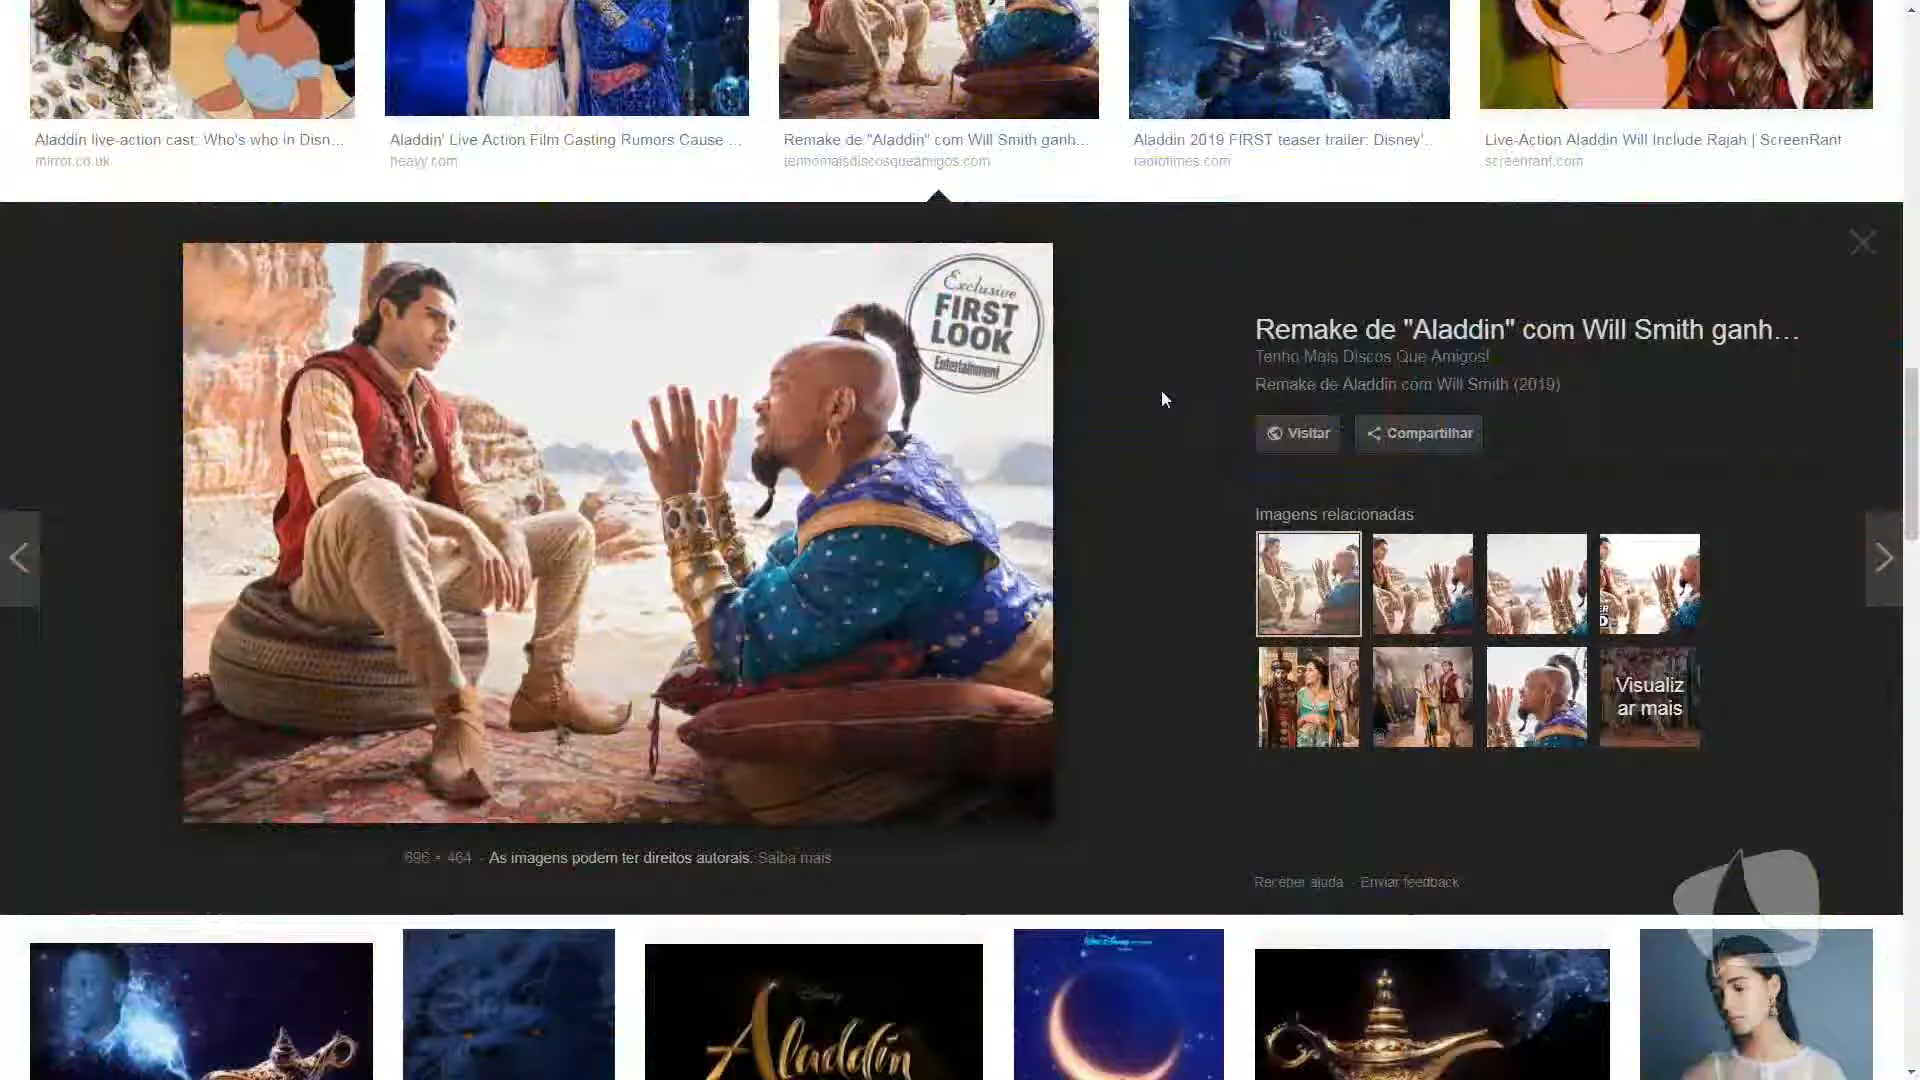 Aladdin live-action cast: Who's who in Disn...
mirror.co.uk
Aladdin' Live Action Film Casting Rumors Cause ...
heavy.com
Remake de "Aladdin" com Will Smith ganh...
tenhomaisdiscosqueamigos.com
Aladdin 2019 FIRST teaser trailer: Disney'...
radiotimes.com
Live-Action Aladdin Will Include Rajah | ScreenRant
screenrant.com
Exclusive
FIRST
LOOK
Entertainment
Remake de "Aladdin" com Will Smith ganh...
Tenho Mais Discos Que Amigos!
Remake de Aladdin com Will Smith (2019)
Visitar
Compartilhar
Imagens relacionadas
Visualiz
ar mais
696 × 464 - As imagens podem ter direitos autorais. Saiba mais
Receber ajuda - Enviar feedback
Disney
Aladdin